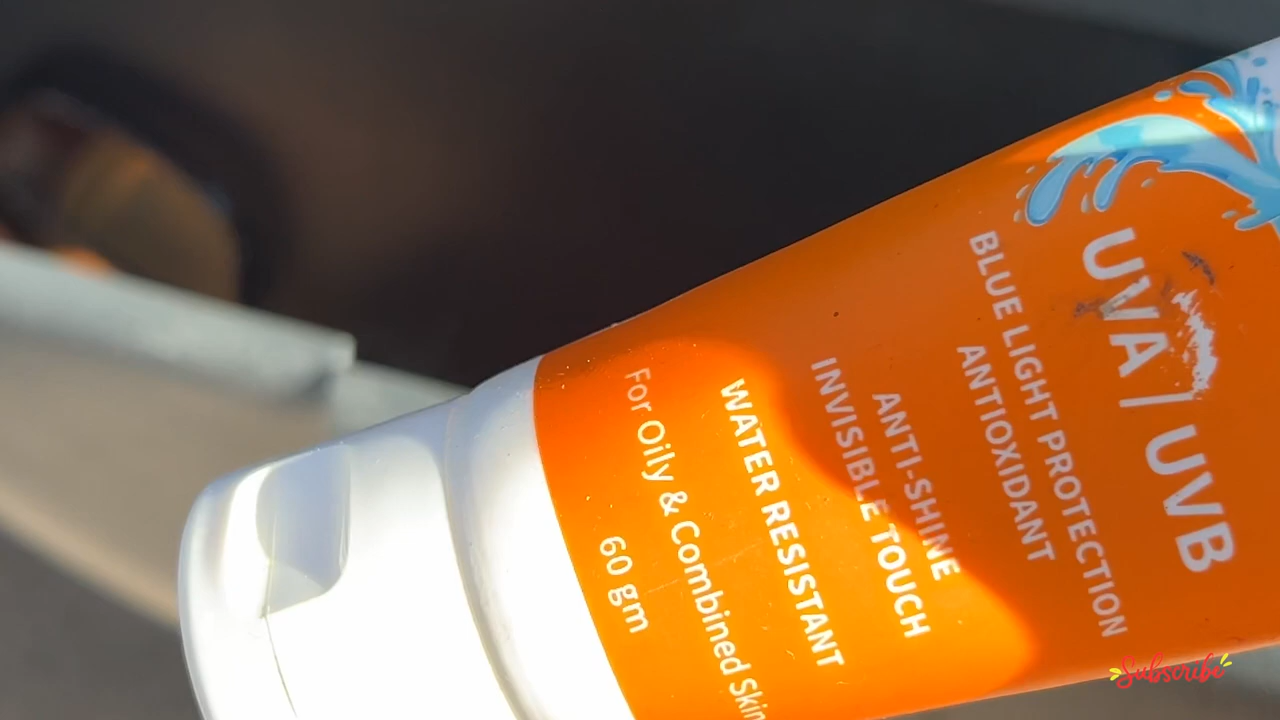 UVA | UVB
BLUE LIGHT PROTECTION
ANTIOXIDANT
ANTI-SHINE
INVISIBLE TOUCH
WATER RESISTANT
For Oily & Combined Skin
60 gm
Subscribe